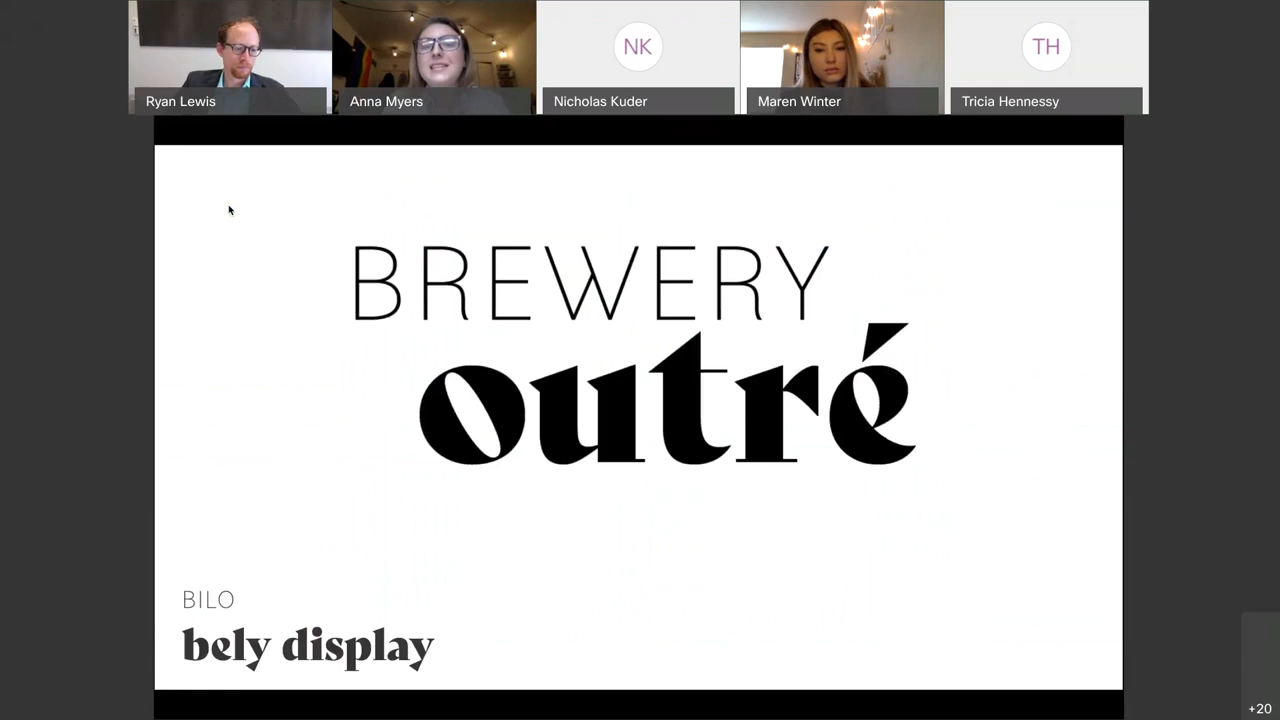 NK
TH
Ryan Lewis
Anna Myers
Nicholas Kuder
Maren Winter
Tricia Hennessy
BREWERY
outré
BILO
bely display
+20